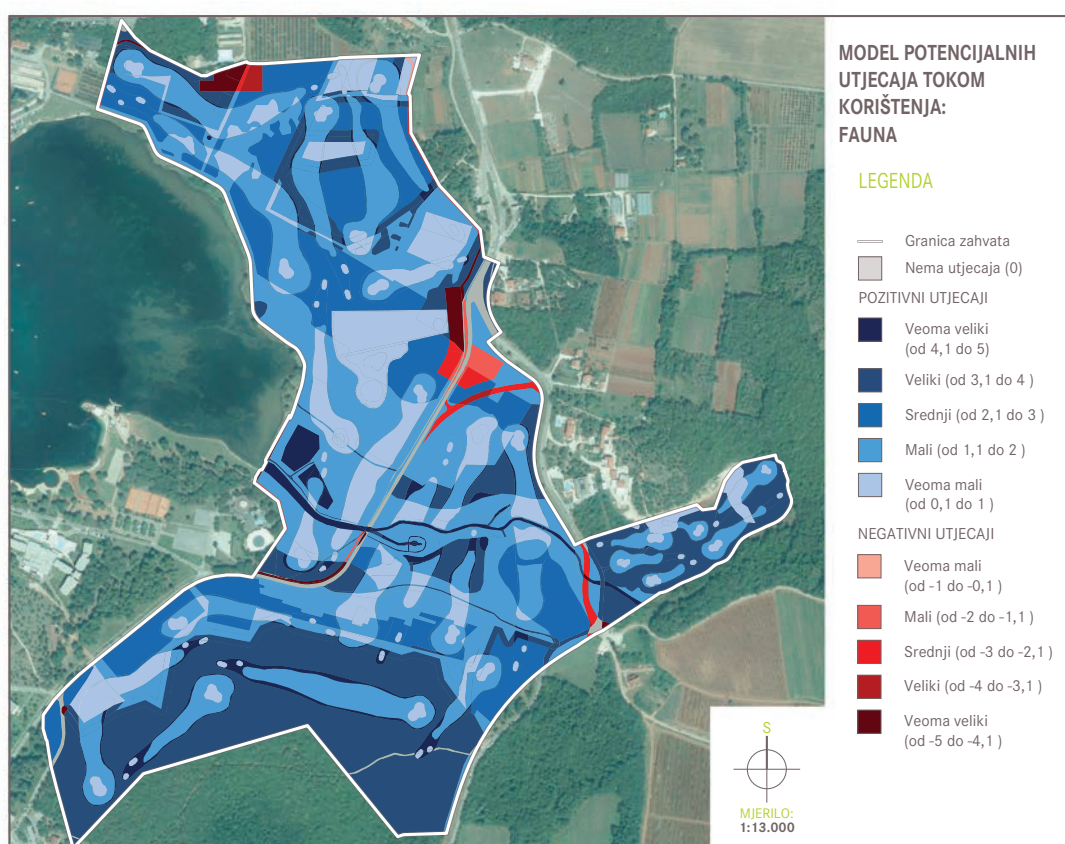 MODEL POTENCIJALNIH
UTJECAJA TOKOM
KORIŠTENJA:
FAUNA
LEGENDA
Granica zahvata
Nema utjecaja (0)
POZITIVNI UTJECAJI
Veoma veliki
(od 4,1 do 5)
Veliki (od 3,1 do 4 )
Srednji (od 2,1 do 3 )
Mali (od 1,1 do 2 )
Veoma mali
(od 0,1 do 1 )
NEGATIVNI UTJECAJI
Veoma mali
(od -1 do -0,1 )
Mali (od -2 do -1,1 )
Srednji (od -3 do -2,1 )
Veliki (od -4 do -3,1 )
Veoma veliki
(od -5 do -4,1 )
S
MJERILO:
1:13.000